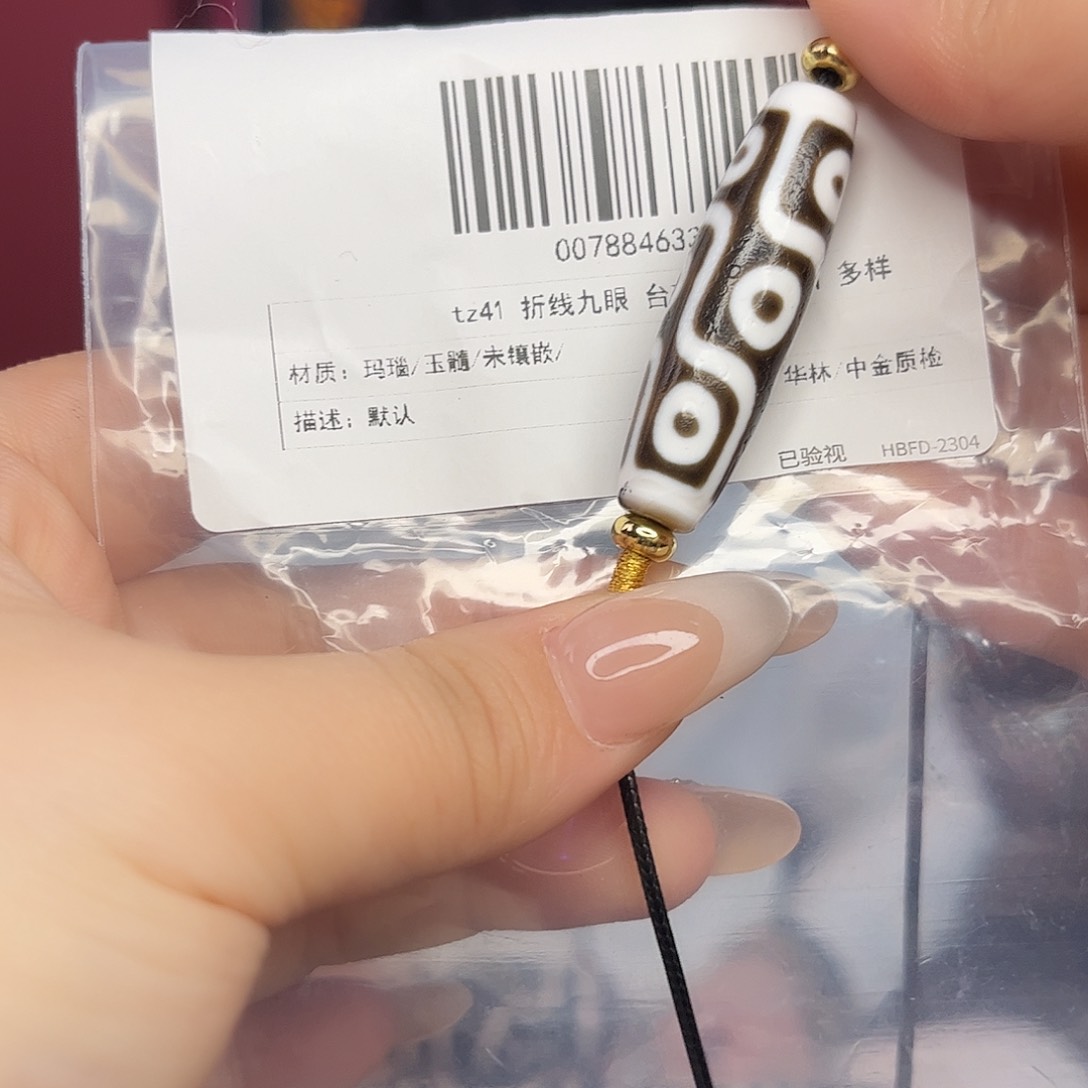 00788463
tz41 折线九眼 台 多样
材质：玛瑙/玉髓/未镶嵌/ 华林/中金质检
描述：默认
已验视 HBFD-2304